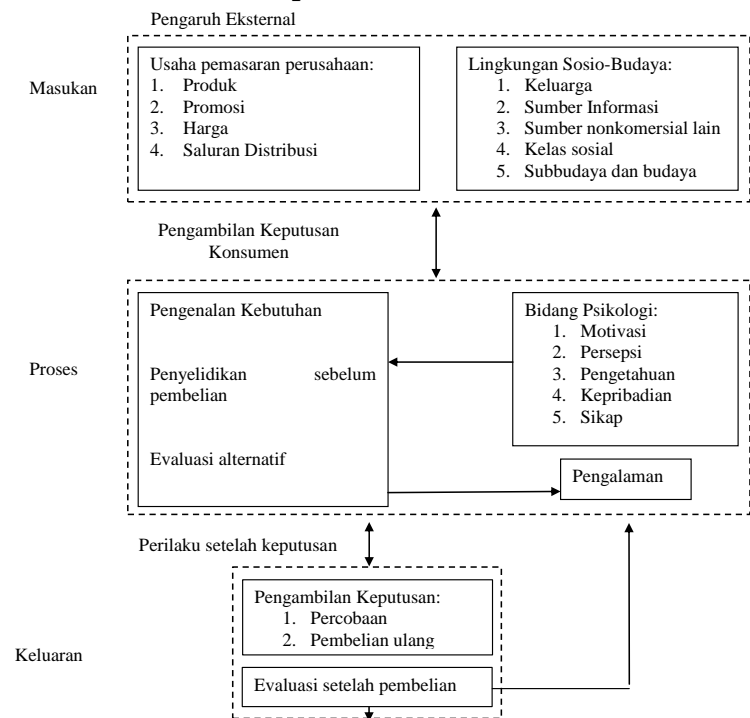 Pengaruh Eksternal
Masukan
Usaha pemasaran perusahaan:
1. Produk
2. Promosi
3. Harga
4. Saluran Distribusi
Lingkungan Sosio-Budaya:
1. Keluarga
2. Sumber Informasi
3. Sumber nonkomersial lain
4. Kelas sosial
5. Subbudaya dan budaya
Pengambilan Keputusan
Konsumen
Proses
Pengenalan Kebutuhan
Penyelidikan sebelum
pembelian
Evaluasi alternatif
Bidang Psikologi:
1. Motivasi
2. Persepsi
3. Pengetahuan
4. Kepribadian
5. Sikap
Pengalaman
Perilaku setelah keputusan
Keluaran
Pengambilan Keputusan:
1. Percobaan
2. Pembelian ulang
Evaluasi setelah pembelian